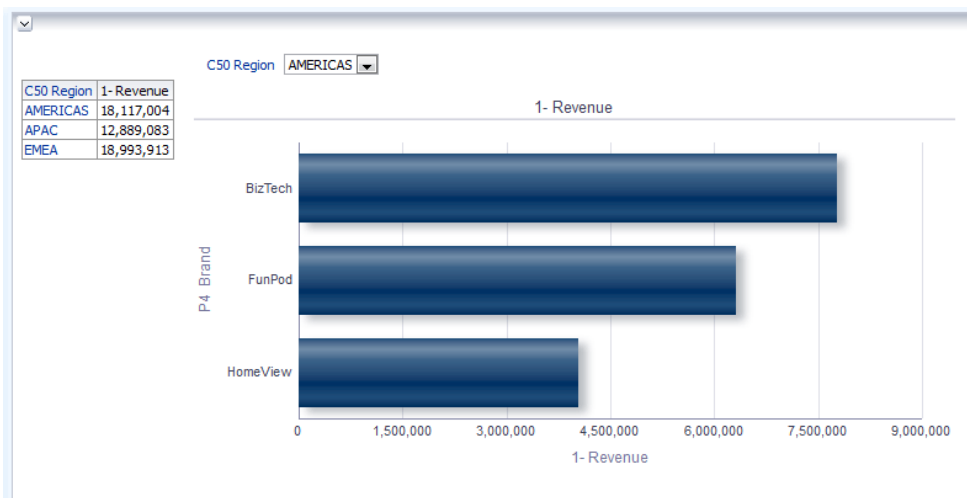 C50 Region AMERICAS
C50 Region 1- Revenue
AMERICAS 18,117,004
APAC 12,889,083
EMEA 18,993,913
1- Revenue
BizTech
FunPod
HomeView
P4 Brand
0 1,500,000 3,000,000 4,500,000 6,000,000 7,500,000 9,000,000
1- Revenue